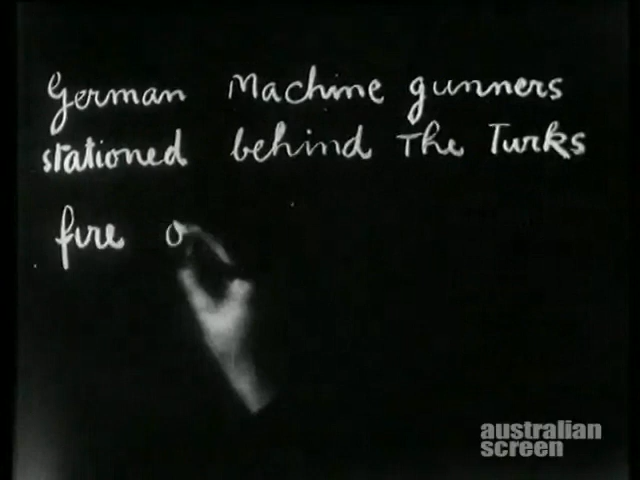 German Machine gunners
stationed behind The Turks
fire o
australian
screen